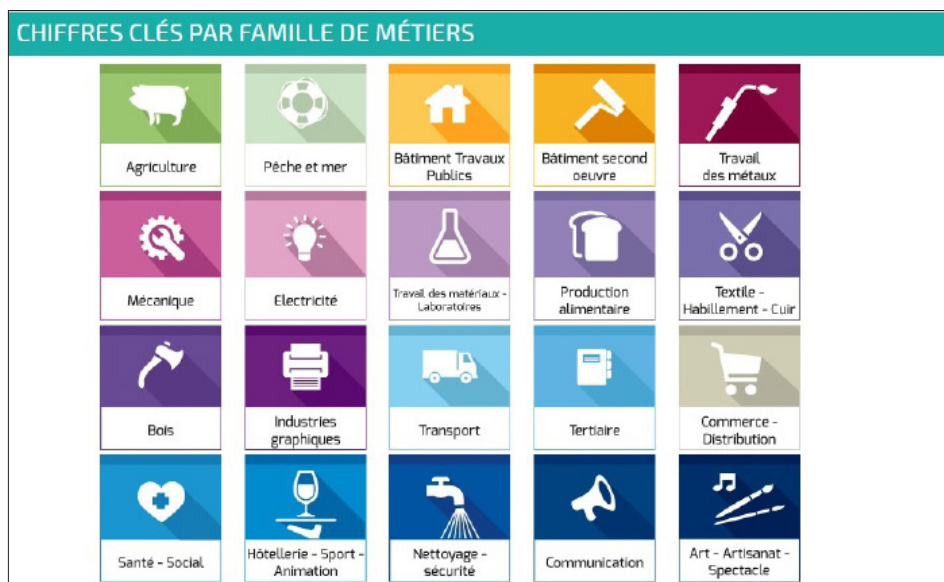 CHIFFRES CLÉS PAR FAMILLE DE MÉTIERS
Agriculture
Pêche et mer
Bâtiment Travaux
Publics
Bâtiment second
oeuvre
Travail
des métaux
Mécanique
Electricité
Travail des matériaux -
Laboratoires
Production
alimentaire
Textile -
Habillement - Cuir
Bois
Industries
graphiques
Transport
Tertiaire
Commerce -
Distribution
Santé - Social
Hôtellerie - Sport -
Animation
Nettoyage -
sécurité
Communication
Art - Artisanat -
Spectacle